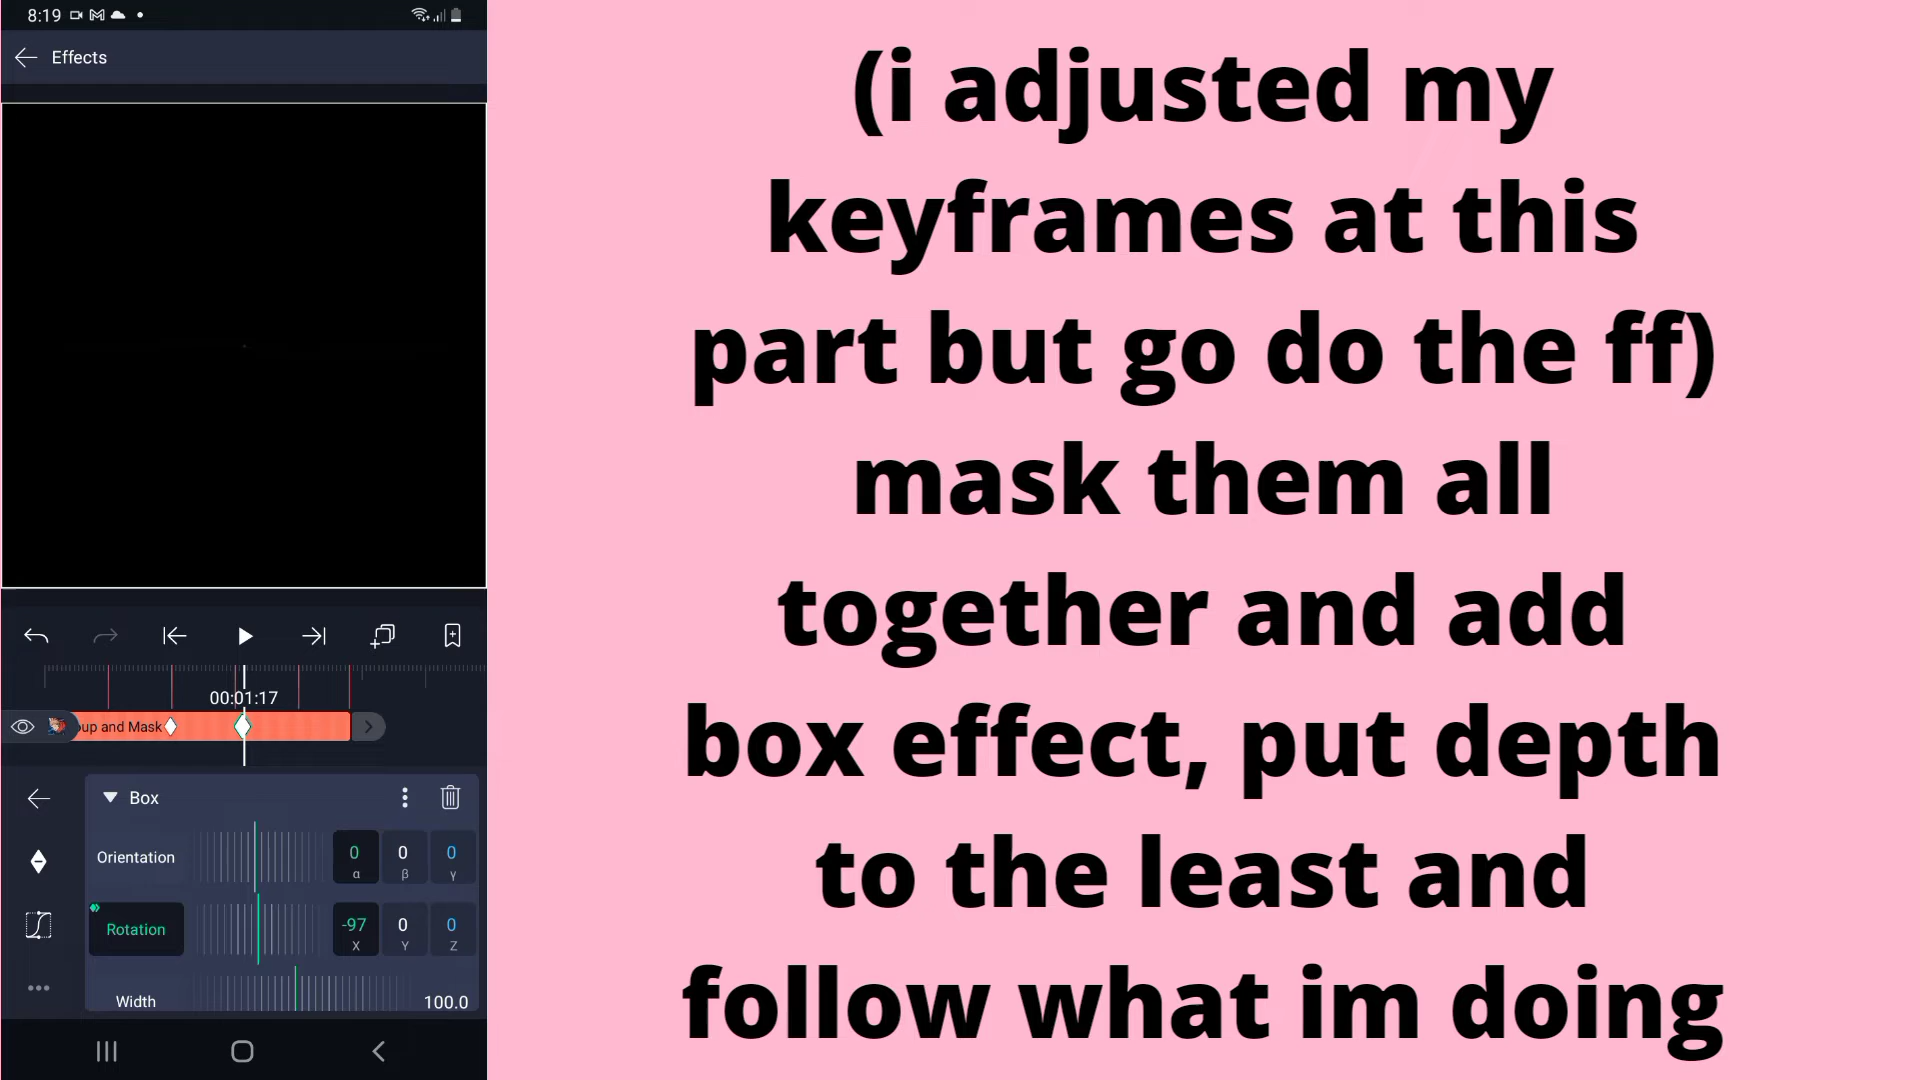 8:19
Effects
00:01:17
up and Mask
Box
Orientation
0 0 0
α β γ
Rotation
-97 0 0
X Y Z
Width
100.0
(i adjusted my
keyframes at this
part but go do the ff)
mask them all
together and add
box effect, put depth
to the least and
follow what im doing